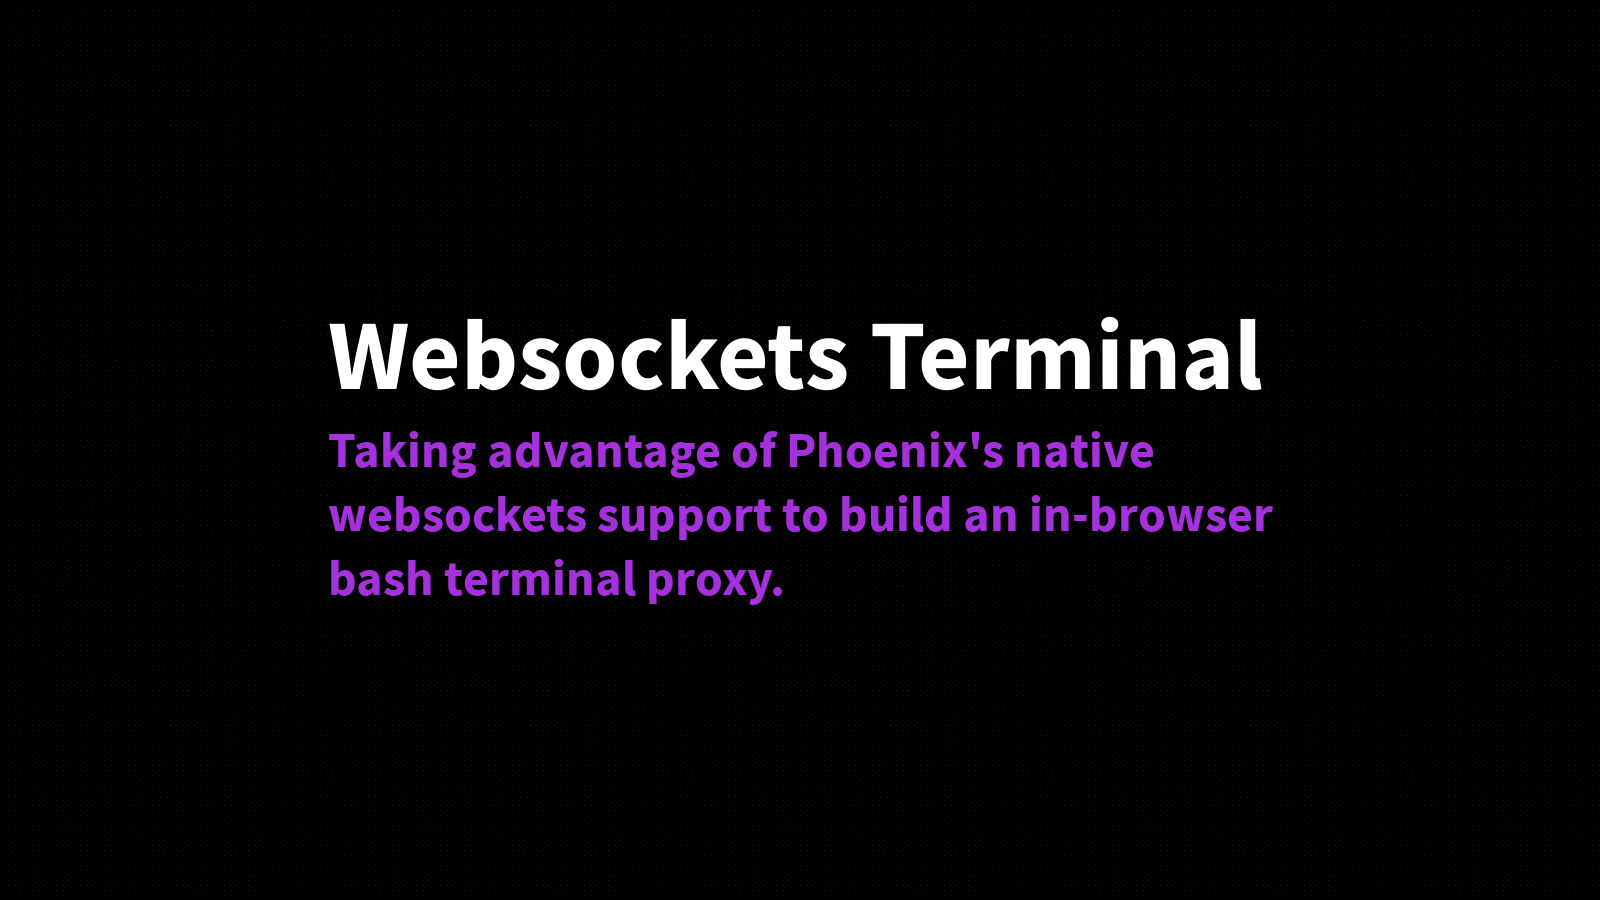 Websockets Terminal
Taking advantage of Phoenix's native
websockets support to build an in-browser
bash terminal proxy.